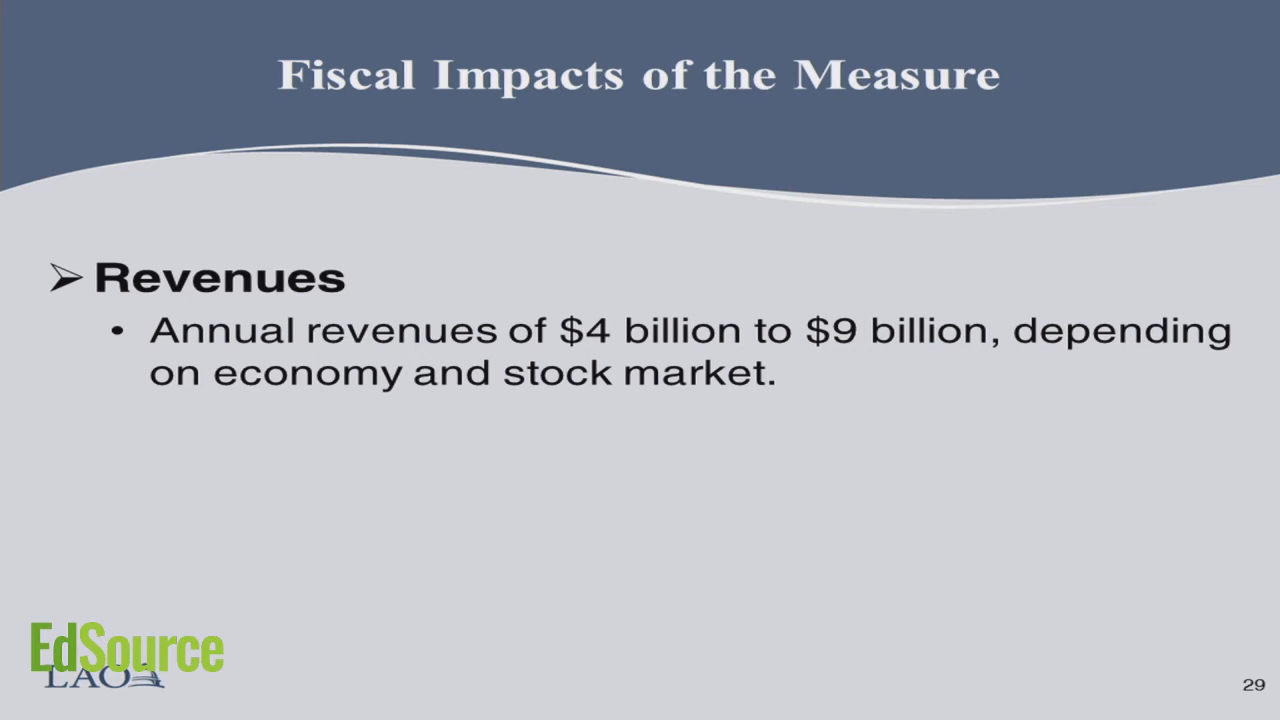 Fiscal Impacts of the Measure
Revenues
• Annual revenues of $4 billion to $9 billion, depending
on economy and stock market.
EdSource
LAO
29